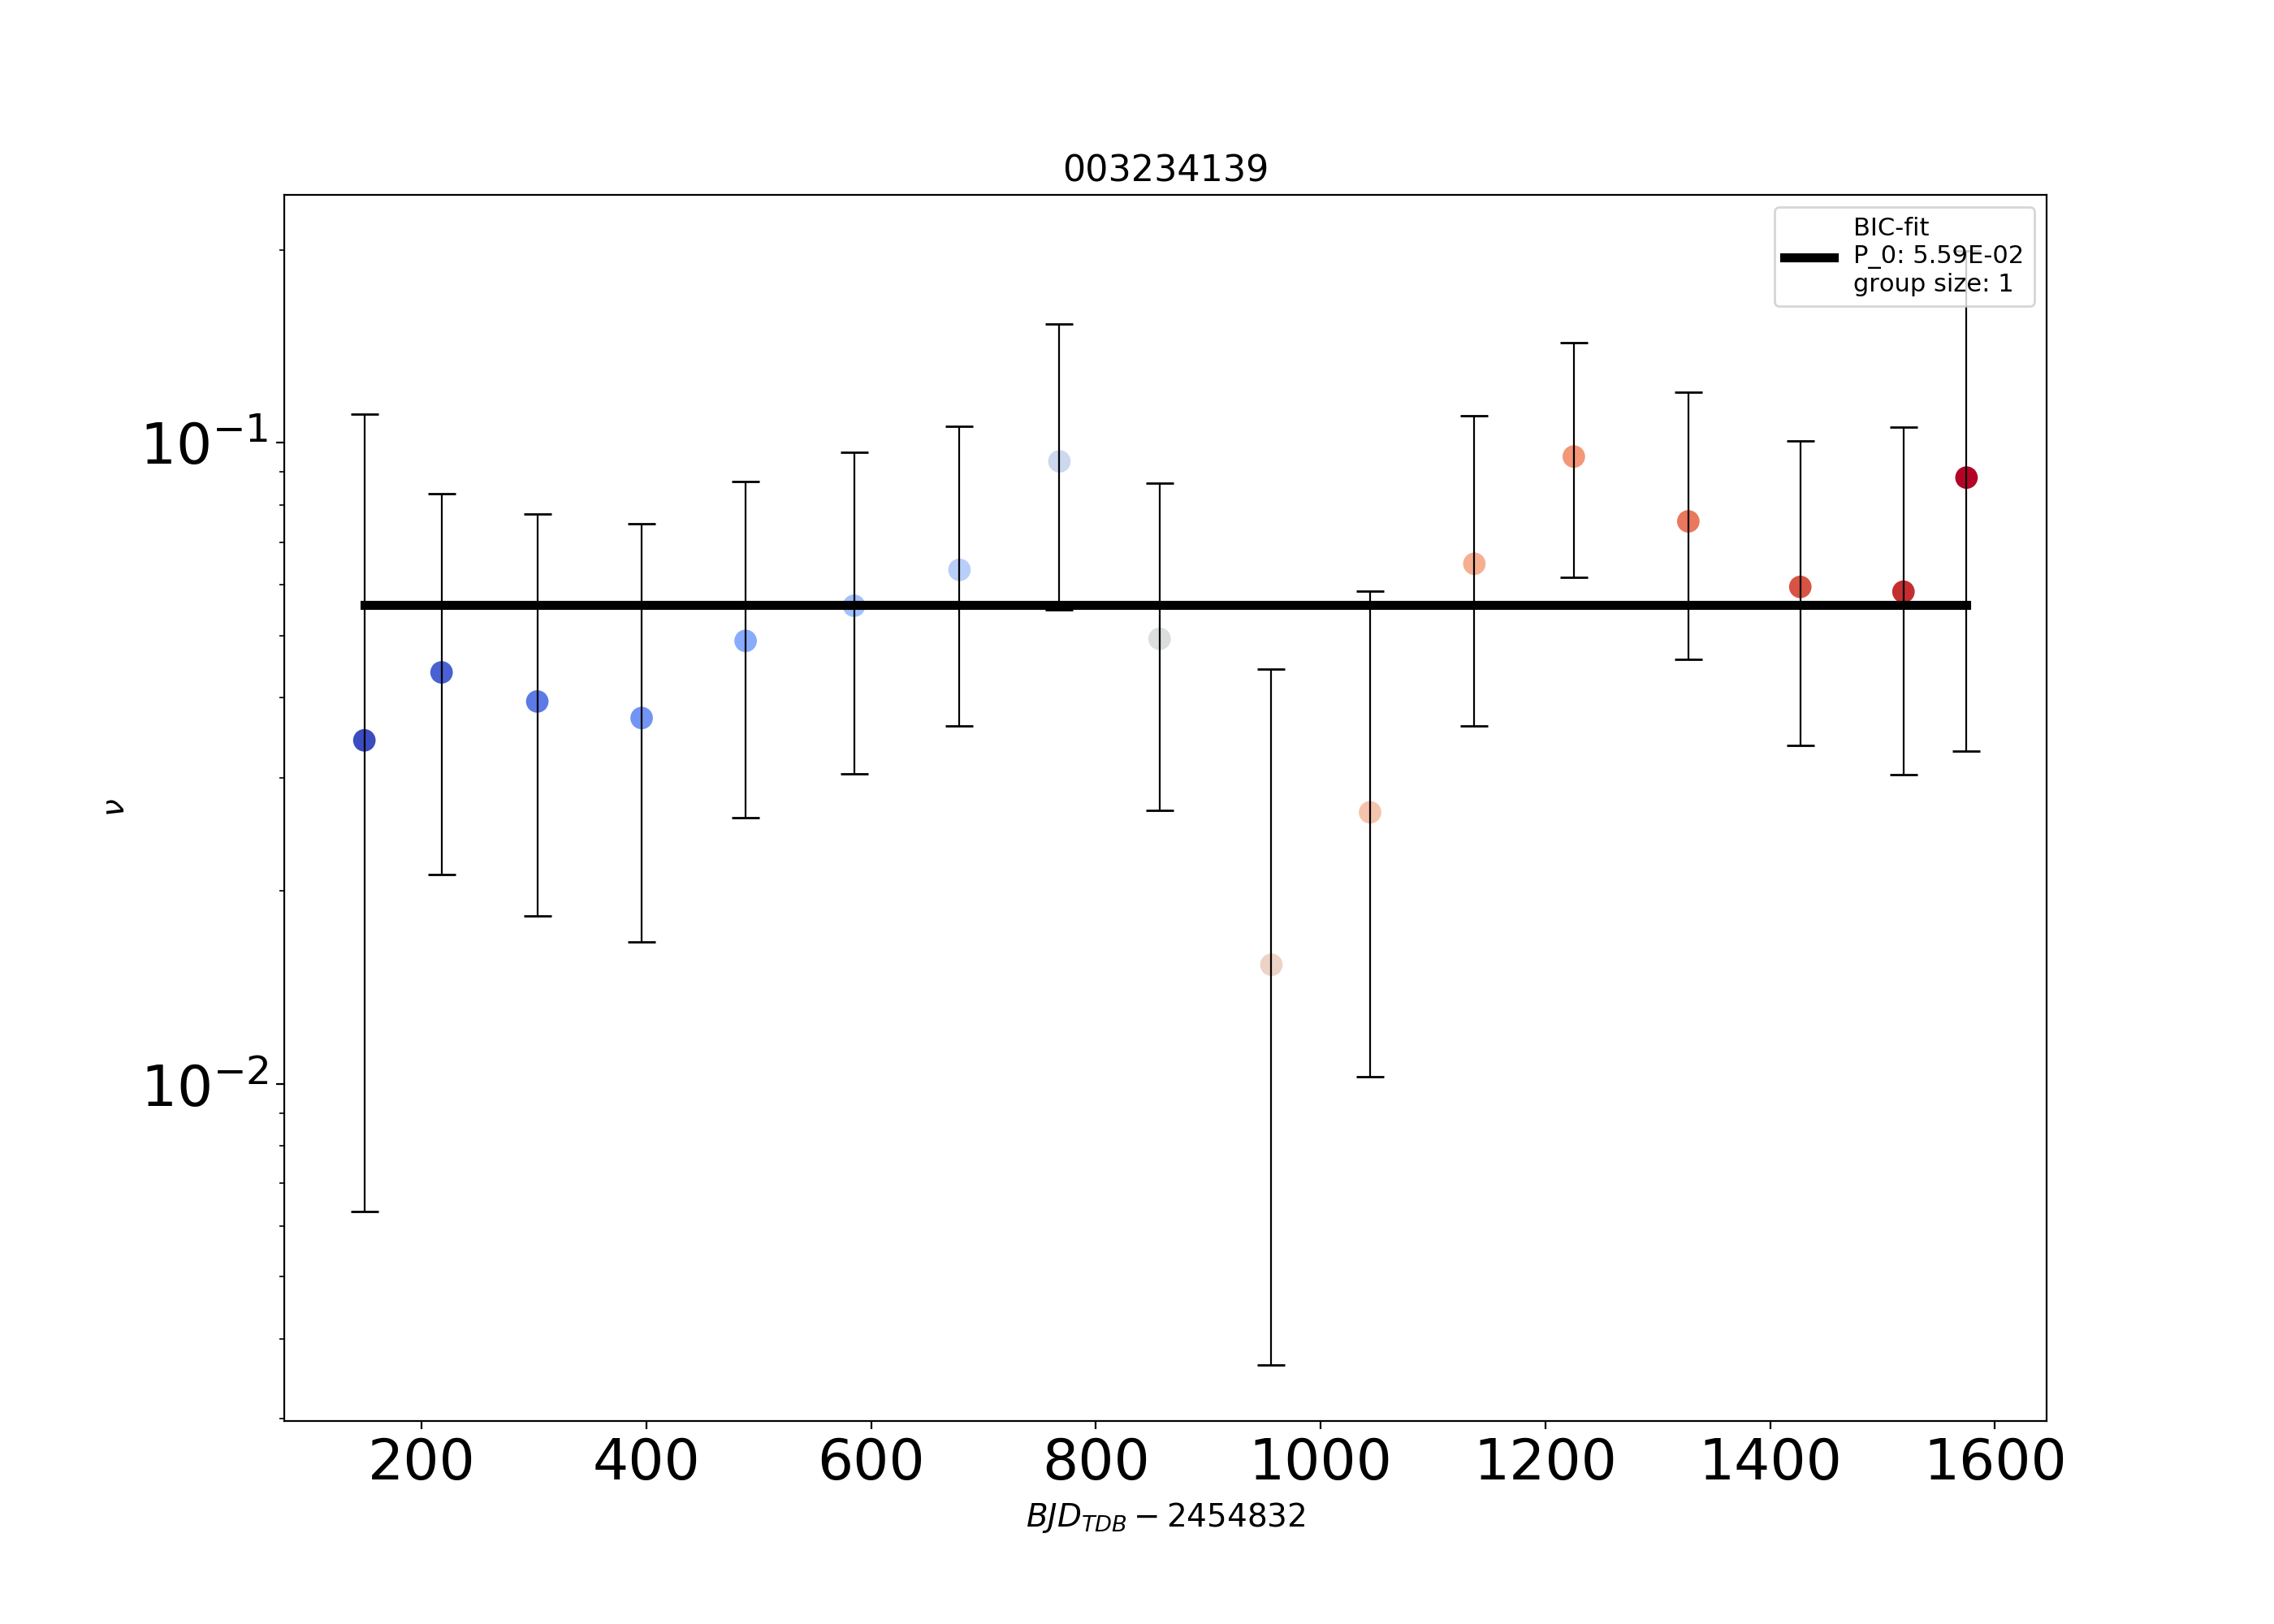 003234139
BIC-fit
P_0: 5.59E-02
group size: 1
10⁻¹
10⁻²
ν
200 400 600 800 1000 1200 1400 1600
BJD_TDB − 2454832